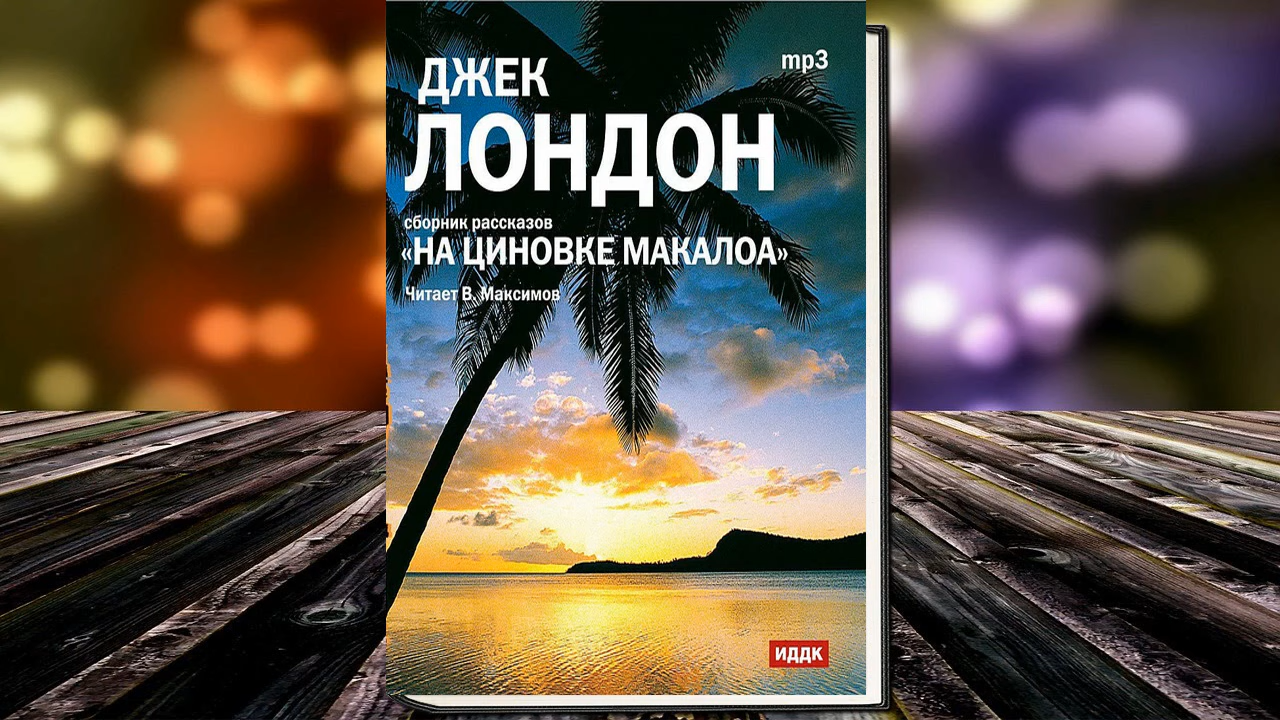 mp3
ДЖЕК
ЛОНДОН
сборник рассказов
«НА ЦИНОВКЕ МАКАЛОА»
Читает В. Максимов
ИДДК